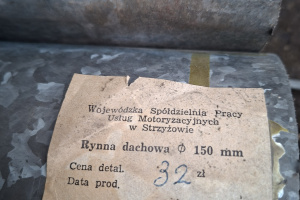 Wojewódzka Spółdzielnia Pracy
Usług Motoryzacyjnych
w Strzyżowie
Rynna dachowa ϕ 150 mm
Cena detal. 32 zł
Data prod.